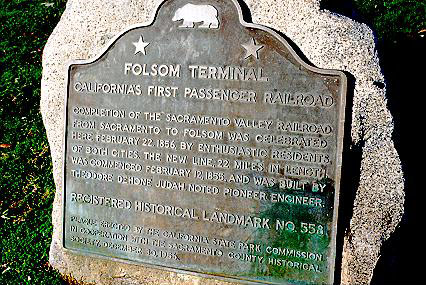 FOLSOM TERMINAL
CALIFORNIA'S FIRST PASSENGER RAILROAD
COMPLETION OF THE SACRAMENTO VALLEY RAILROAD
FROM SACRAMENTO TO FOLSOM WAS CELEBRATED
HERE FEBRUARY 22, 1856, BY ENTHUSIASTIC RESIDENTS
OF BOTH CITIES. THE NEW LINE, 22 MILES IN LENGTH,
WAS COMMENCED FEBRUARY 12, 1855, AND WAS BUILT BY
THEODORE DEHONE JUDAH NOTED PIONEER ENGINEER.
REGISTERED HISTORICAL LANDMARK NO. 558
PLAQUE ERECTED BY THE CALIFORNIA STATE PARK COMMISSION
IN COOPERATION WITH THE SACRAMENTO COUNTY HISTORICAL
SOCIETY, DECEMBER